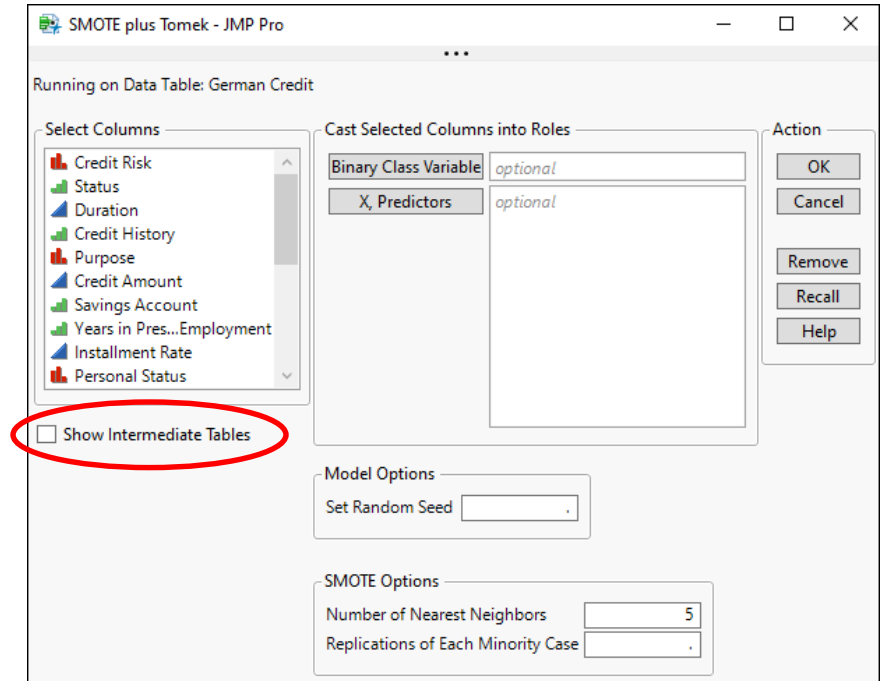 SMOTE plus Tomek - JMP Pro
Running on Data Table: German Credit
Select Columns
Credit Risk
Status
Duration
Credit History
Purpose
Credit Amount
Savings Account
Years in Pres...Employment
Installment Rate
Personal Status
Show Intermediate Tables
Cast Selected Columns into Roles
Binary Class Variable optional
X, Predictors optional
Action
OK
Cancel
Remove
Recall
Help
Model Options
Set Random Seed .
SMOTE Options
Number of Nearest Neighbors 5
Replications of Each Minority Case .